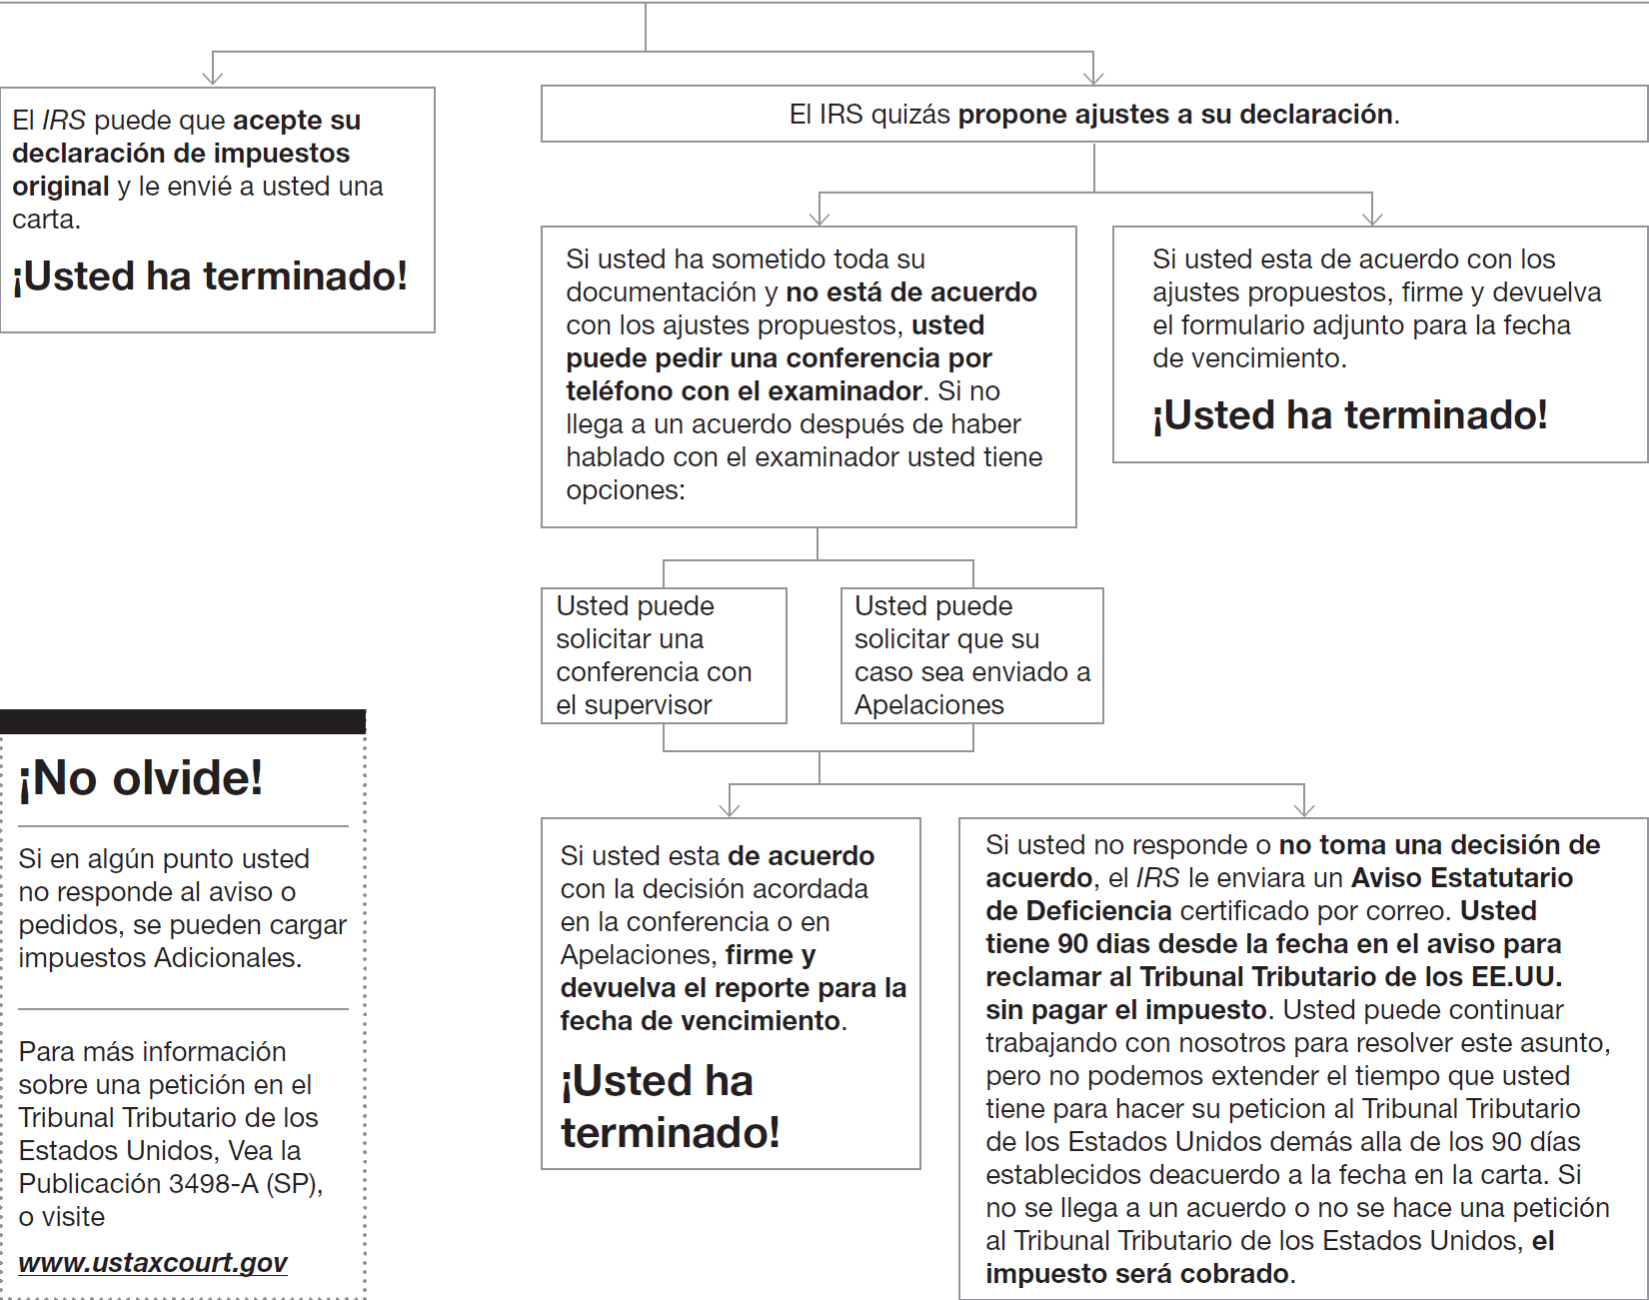 El IRS puede que acepte su
declaración de impuestos
original y le envié a usted una
carta.
¡Usted ha terminado!
El IRS quizás propone ajustes a su declaración.
Si usted ha sometido toda su
documentación y no está de acuerdo
con los ajustes propuestos, usted
puede pedir una conferencia por
teléfono con el examinador. Si no
llega a un acuerdo después de haber
hablado con el examinador usted tiene
opciones:
Si usted esta de acuerdo con los
ajustes propuestos, firme y devuelva
el formulario adjunto para la fecha
de vencimiento.
¡Usted ha terminado!
Usted puede
solicitar una
conferencia con
el supervisor
Usted puede
solicitar que su
caso sea enviado a
Apelaciones
Si usted esta de acuerdo
con la decisión acordada
en la conferencia o en
Apelaciones, firme y
devuelva el reporte para la
fecha de vencimiento.
¡Usted ha
terminado!
Si usted no responde o no toma una decisión de
acuerdo, el IRS le enviara un Aviso Estatutario
de Deficiencia certificado por correo. Usted
tiene 90 dias desde la fecha en el aviso para
reclamar al Tribunal Tributario de los EE.UU.
sin pagar el impuesto. Usted puede continuar
trabajando con nosotros para resolver este asunto,
pero no podemos extender el tiempo que usted
tiene para hacer su peticion al Tribunal Tributario
de los Estados Unidos demás alla de los 90 días
establecidos deacuerdo a la fecha en la carta. Si
no se llega a un acuerdo o no se hace una petición
al Tribunal Tributario de los Estados Unidos, el
impuesto será cobrado.
¡No olvide!
Si en algún punto usted
no responde al aviso o
pedidos, se pueden cargar
impuestos Adicionales.
Para más información
sobre una petición en el
Tribunal Tributario de los
Estados Unidos, Vea la
Publicación 3498-A (SP),
o visite
www.ustaxcourt.gov